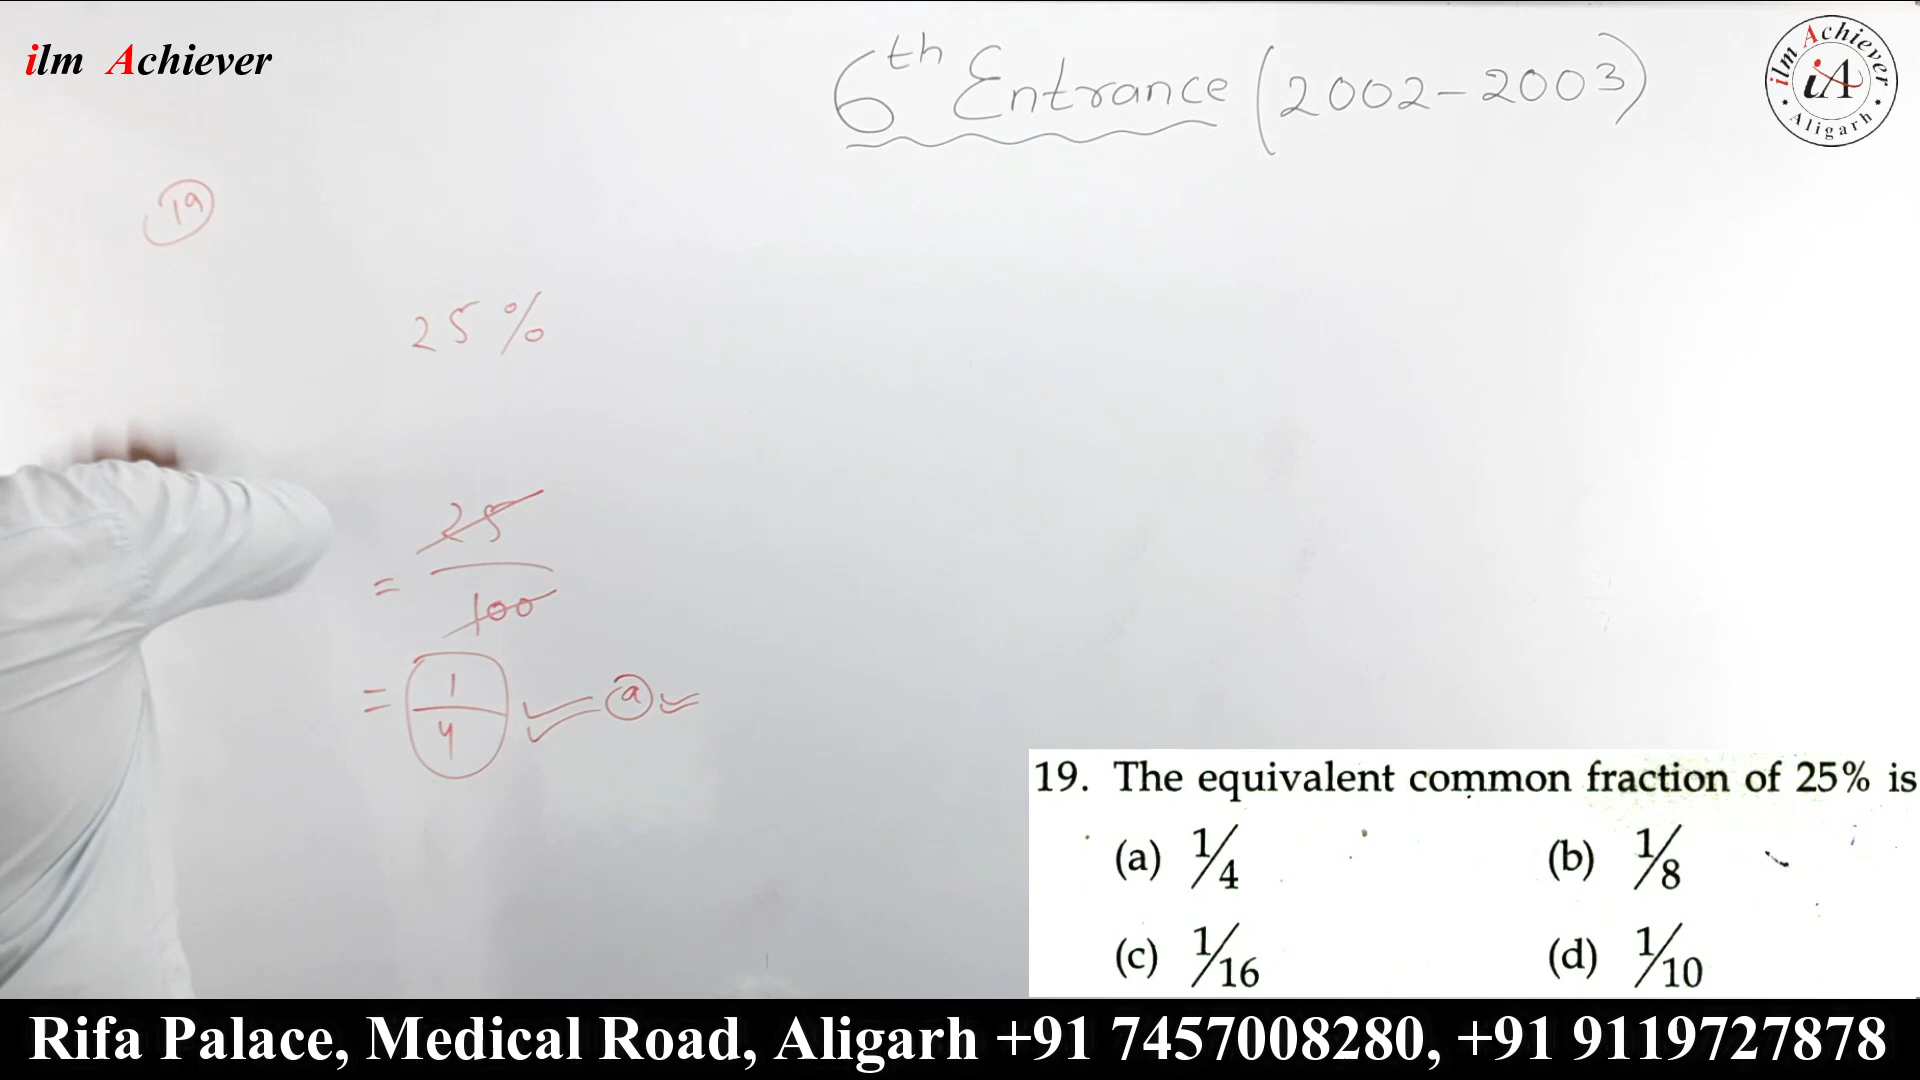 ilm Achiever
6th Entrance (2002-2003)
ilm Achiever
iA
Aligarh
19
25%
= 25/100
= 1/4 a
19. The equivalent common fraction of 25% is
(a) 1/4 (b) 1/8
(c) 1/16 (d) 1/10
Rifa Palace, Medical Road, Aligarh +91 7457008280, +91 9119727878